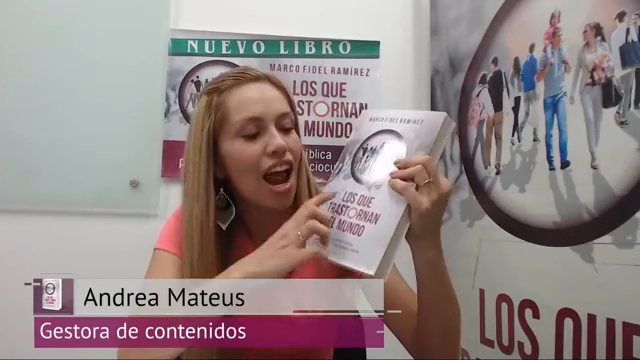 NUEVO LIBRO
MARCO FIDEL RAMÍREZ
LOS QUE
TRASTORNAN
MUNDO
MARCO FIDEL RAMÍREZ
LOS QUE
TRASTORNAN
EL MUNDO
LOS QUE
Andrea Mateus
Gestora de contenidos